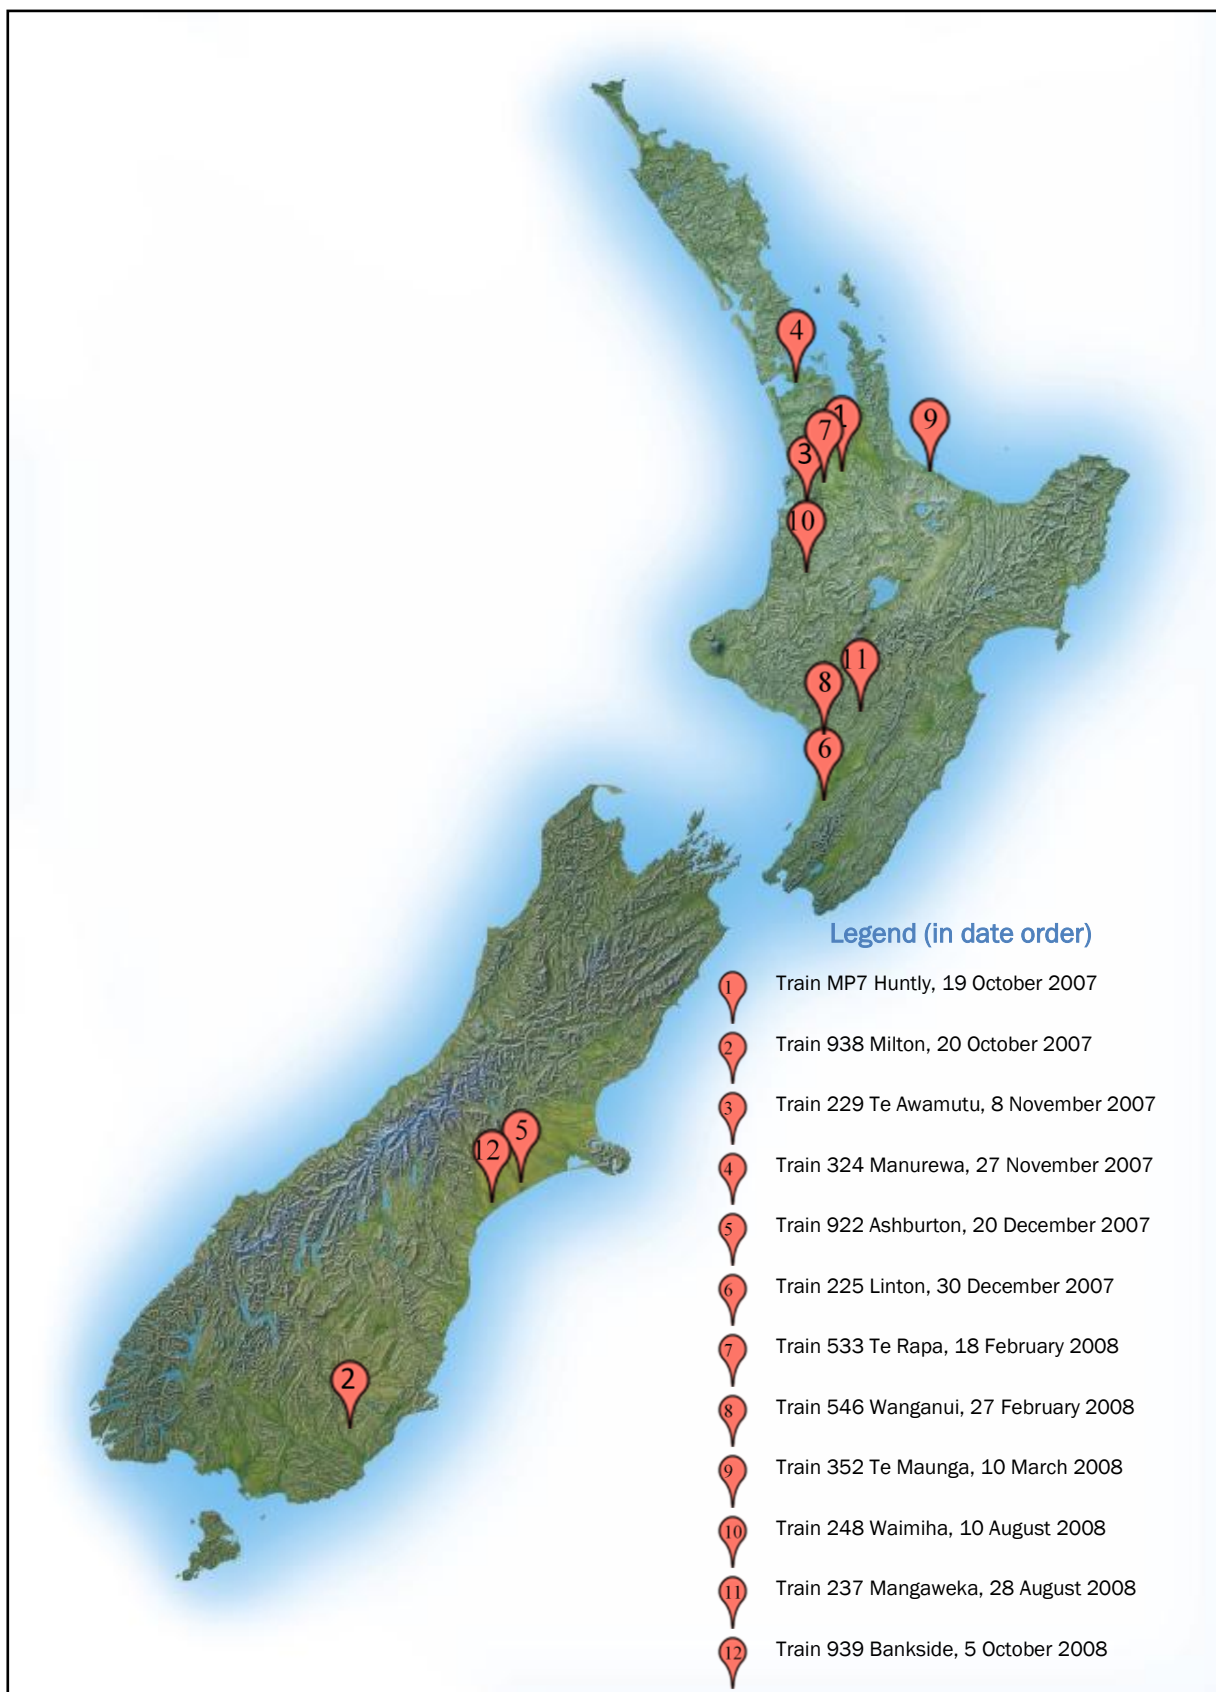 4
1
7
9
3
10
11
8
6
Legend (in date order)
1 Train MP7 Huntly, 19 October 2007
2 Train 938 Milton, 20 October 2007
3 Train 229 Te Awamutu, 8 November 2007
5
12
4 Train 324 Manurewa, 27 November 2007
5 Train 922 Ashburton, 20 December 2007
6 Train 225 Linton, 30 December 2007
7 Train 533 Te Rapa, 18 February 2008
2
8 Train 546 Wanganui, 27 February 2008
9 Train 352 Te Maunga, 10 March 2008
10 Train 248 Waimiha, 10 August 2008
11 Train 237 Mangaweka, 28 August 2008
12 Train 939 Bankside, 5 October 2008